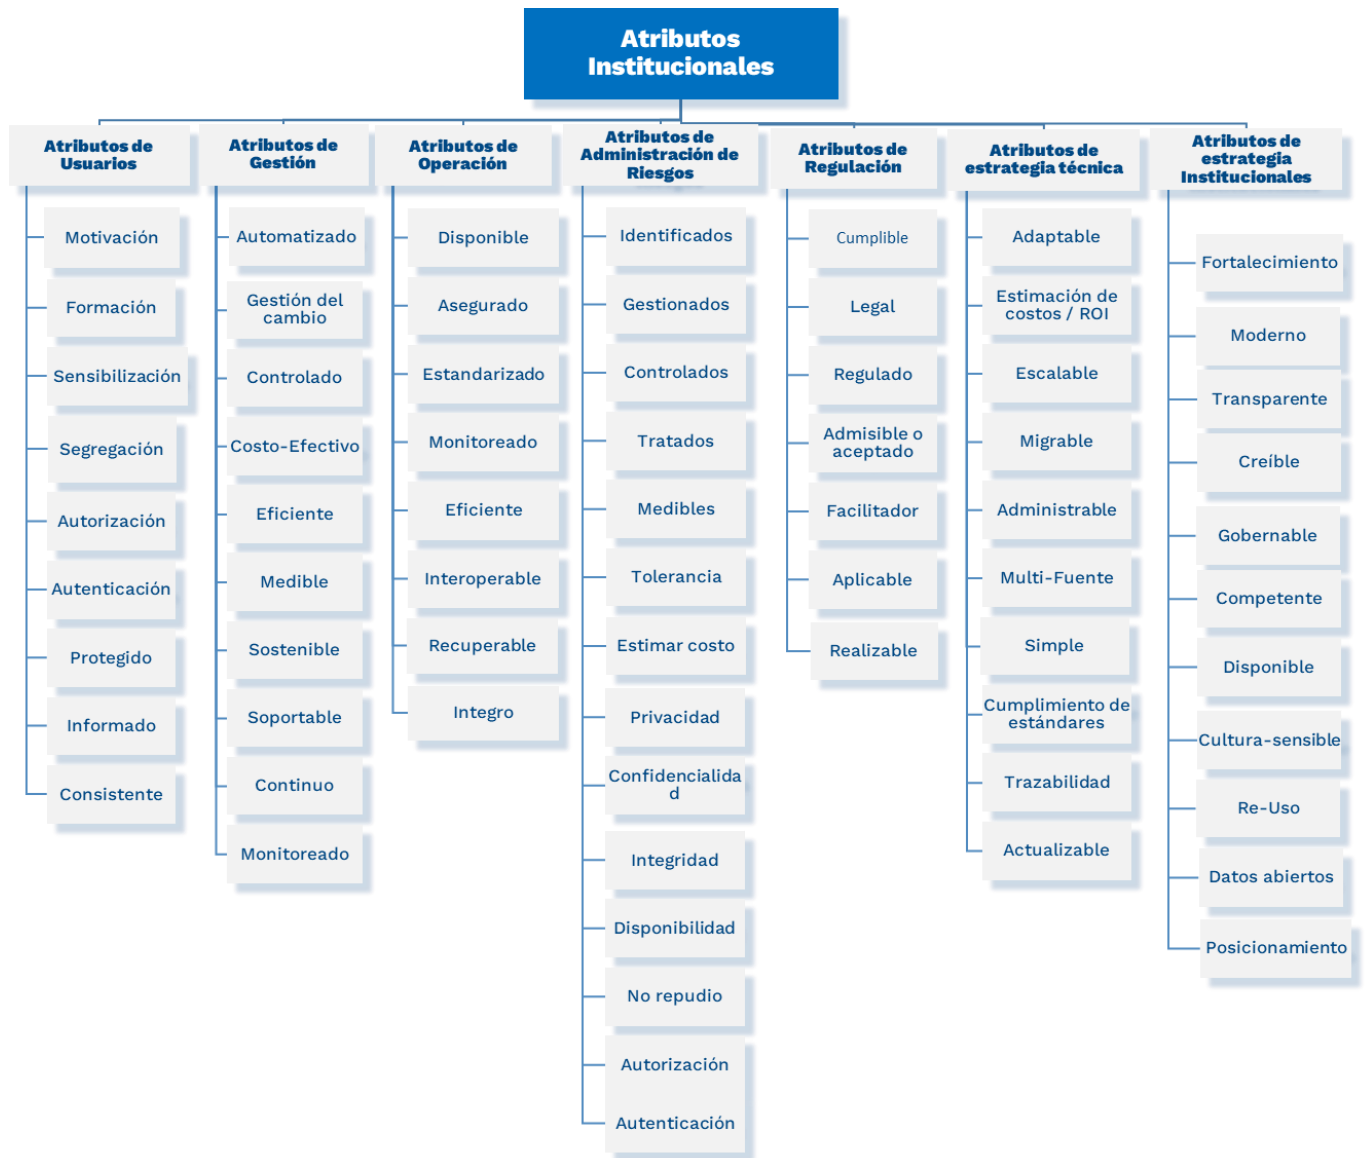 Atributos
Institucionales
Atributos de
Usuarios
Motivación
Formación
Sensibilización
Segregación
Autorización
Autenticación
Protegido
Informado
Consistente
Atributos de
Gestión
Automatizado
Gestión del
cambio
Controlado
Costo-Efectivo
Eficiente
Medible
Sostenible
Soportable
Continuo
Monitoreado
Atributos de
Operación
Disponible
Asegurado
Estandarizado
Monitoreado
Eficiente
Interoperable
Recuperable
Integro
Atributos de
Administración de
Riesgos
Identificados
Gestionados
Controlados
Tratados
Medibles
Tolerancia
Estimar costo
Privacidad
Confidencialida
d
Integridad
Disponibilidad
No repudio
Autorización
Autenticación
Atributos de
Regulación
Cumplible
Legal
Regulado
Admisible o
aceptado
Facilitador
Aplicable
Realizable
Atributos de
estrategia técnica
Adaptable
Estimación de
costos / ROI
Escalable
Migrable
Administrable
Multi-Fuente
Simple
Cumplimiento de
estándares
Trazabilidad
Actualizable
Atributos de
estrategia
Institucionales
Fortalecimiento
Moderno
Transparente
Creíble
Gobernable
Competente
Disponible
Cultura-sensible
Re-Uso
Datos abiertos
Posicionamiento